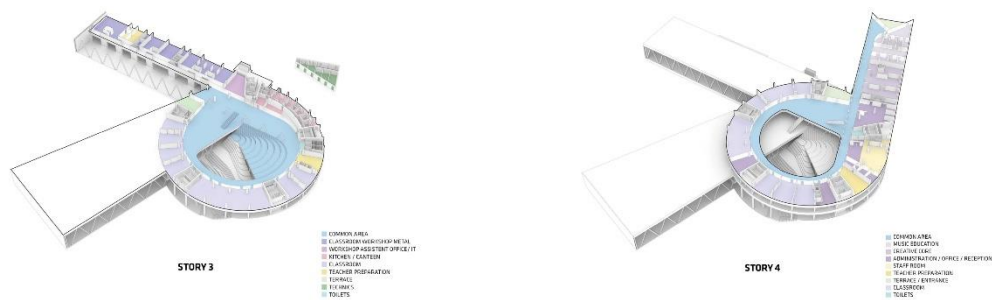 COMMON AREA
CLASSROOM WORKSHOP METAL
WORKSHOP ASSISTENT OFFICE / IT
KITCHEN / CANTEEN
CLASSROOM
TEACHER PREPARATION
TERRACE
TECHNICS
TOILETS
STORY 3
COMMON AREA
MUSIC EDUCATION
CREATIVE CORE
ADMINISTRATION / OFFICE / RECEPTION
STAFF ROOM
TEACHER PREPARATION
TERRACE / ENTRANCE
CLASSROOM
TOILETS
STORY 4